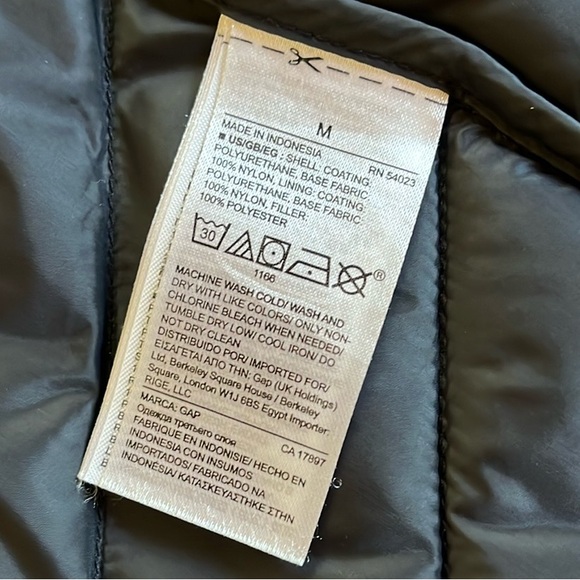 M
MADE IN INDONESIA
RN 54023
■ US/GB/EG: SHELL: COATING:
POLYURETHANE, BASE FABRIC:
100% NYLON, LINING: COATING:
POLYURETHANE, BASE FABRIC:
100% NYLON, FILLER:
100% POLYESTER
30
®
1166
MACHINE WASH COLD/ WASH AND
DRY WITH LIKE COLORS/ ONLY NON-
CHLORINE BLEACH WHEN NEEDED/
TUMBLE DRY LOW/ COOL IRON/ DO
NOT DRY CLEAN
DISTRIBUTED POR/ IMPORTED FOR/
ΕΙΣΑΓΕΤΑΙ ΑΠΟ ΤΗΝ: Gap (UK Holdings)
Ltd, Berkeley Square House / Berkeley
Square, London W1J 6BS Egypt Importer:
RIGE, LLC
MARCA: GAP
CA 17897
Одежда третьего слоя
FABRIQUE EN INDONISIE/ HECHO EN
INDONESIA CON INSUMOS
IMPORTADOS/ FABRICADO NA
INDONESIA/ ΚΑΤΑΣΚΕΥΑΣΤΗΚΕ ΣΤΗΝ